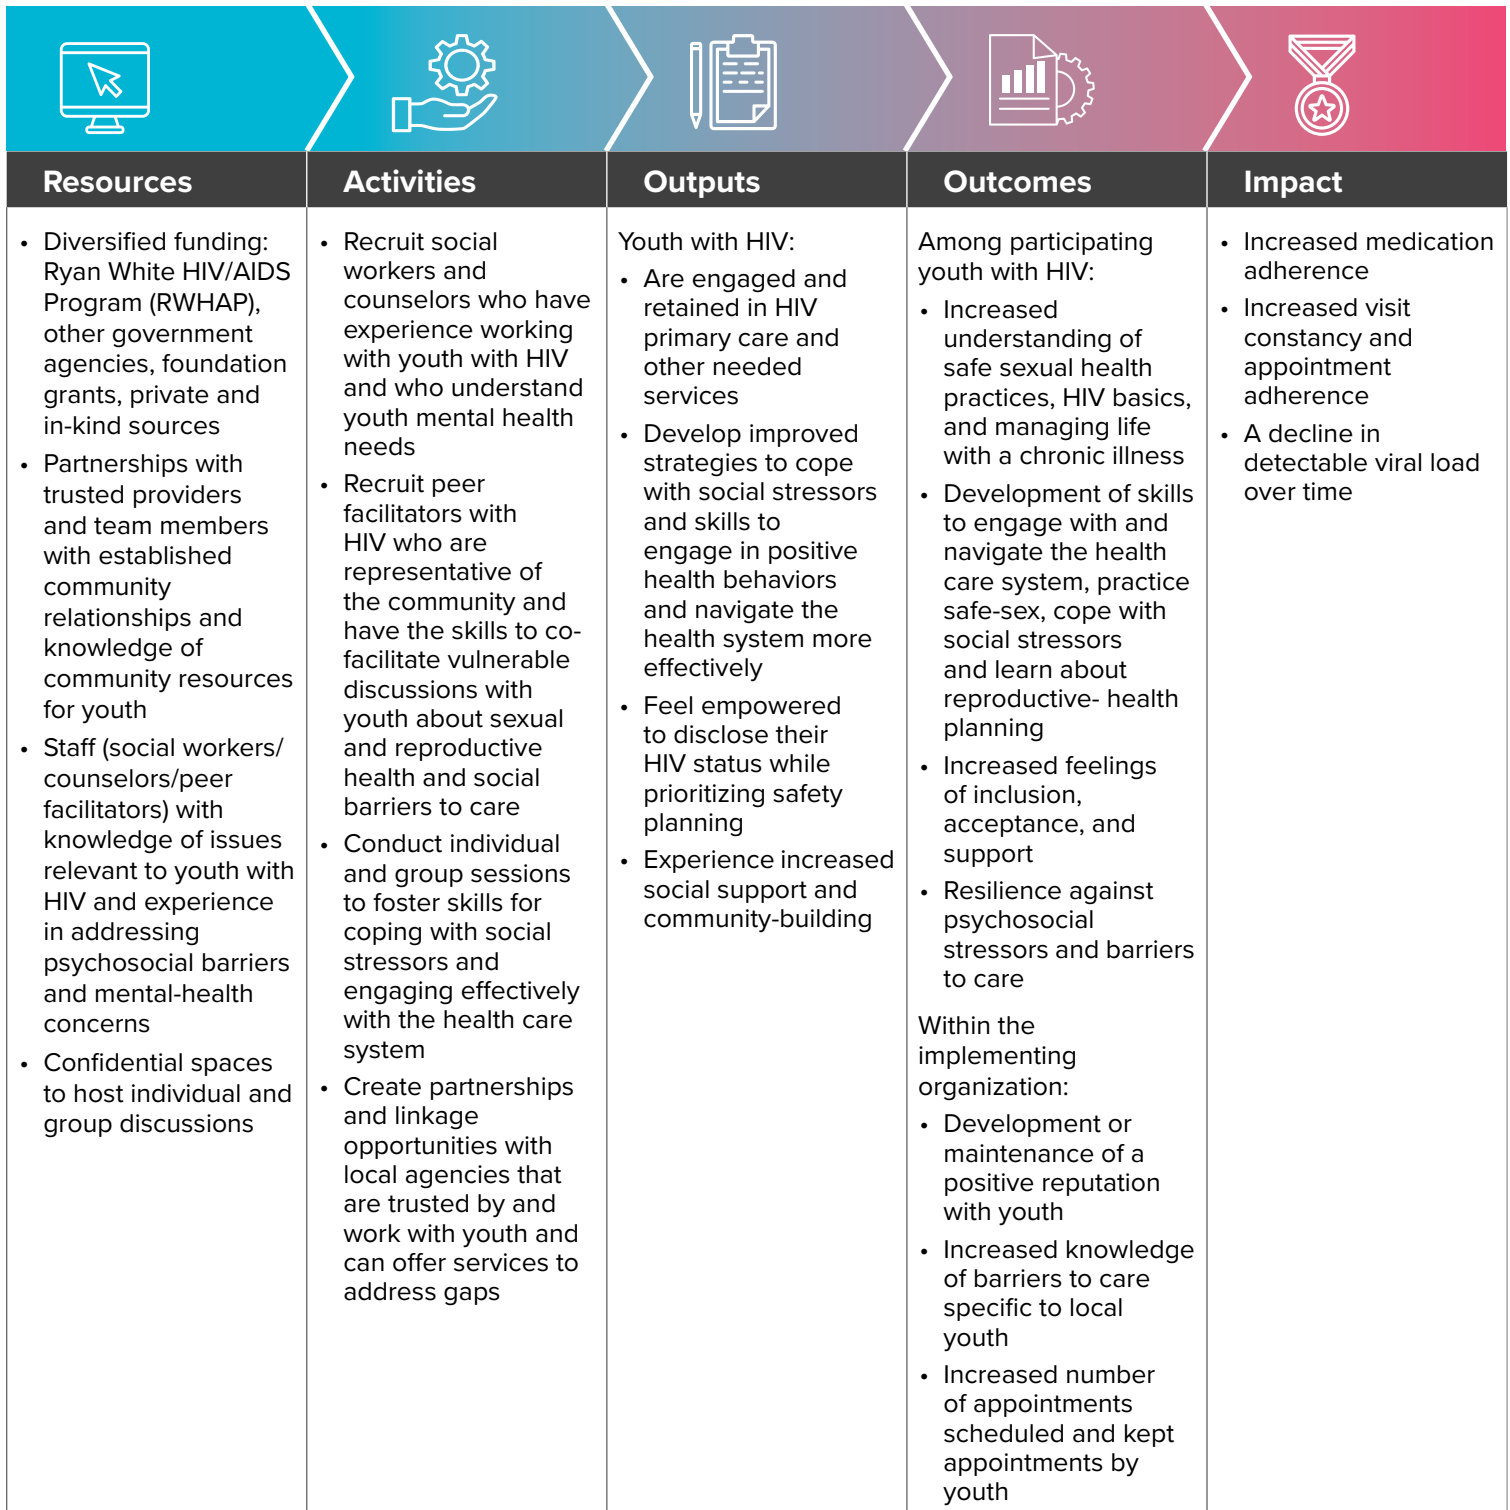 Resources
Activities
Outputs
Outcomes
Impact
• Diversified funding:
Ryan White HIV/AIDS
Program (RWHAP),
other government
agencies, foundation
grants, private and
in-kind sources
• Partnerships with
trusted providers
and team members
with established
community
relationships and
knowledge of
community resources
for youth
• Staff (social workers/
counselors/peer
facilitators) with
knowledge of issues
relevant to youth with
HIV and experience
in addressing
psychosocial barriers
and mental-health
concerns
• Confidential spaces
to host individual and
group discussions
• Recruit social
workers and
counselors who have
experience working
with youth with HIV
and who understand
youth mental health
needs
• Recruit peer
facilitators with
HIV who are
representative of
the community and
have the skills to co-
facilitate vulnerable
discussions with
youth about sexual
and reproductive
health and social
barriers to care
• Conduct individual
and group sessions
to foster skills for
coping with social
stressors and
engaging effectively
with the health care
system
• Create partnerships
and linkage
opportunities with
local agencies that
are trusted by and
work with youth and
can offer services to
address gaps
Youth with HIV:
• Are engaged and
retained in HIV
primary care and
other needed
services
• Develop improved
strategies to cope
with social stressors
and skills to
engage in positive
health behaviors
and navigate the
health system more
effectively
• Feel empowered
to disclose their
HIV status while
prioritizing safety
planning
• Experience increased
social support and
community-building
Among participating
youth with HIV:
• Increased
understanding of
safe sexual health
practices, HIV basics,
and managing life
with a chronic illness
• Development of skills
to engage with and
navigate the health
care system, practice
safe-sex, cope with
social stressors
and learn about
reproductive- health
planning
• Increased feelings
of inclusion,
acceptance, and
support
• Resilience against
psychosocial
stressors and barriers
to care
Within the
implementing
organization:
• Development or
maintenance of a
positive reputation
with youth
• Increased knowledge
of barriers to care
specific to local
youth
• Increased number
of appointments
scheduled and kept
appointments by
youth
• Increased medication
adherence
• Increased visit
constancy and
appointment
adherence
• A decline in
detectable viral load
over time